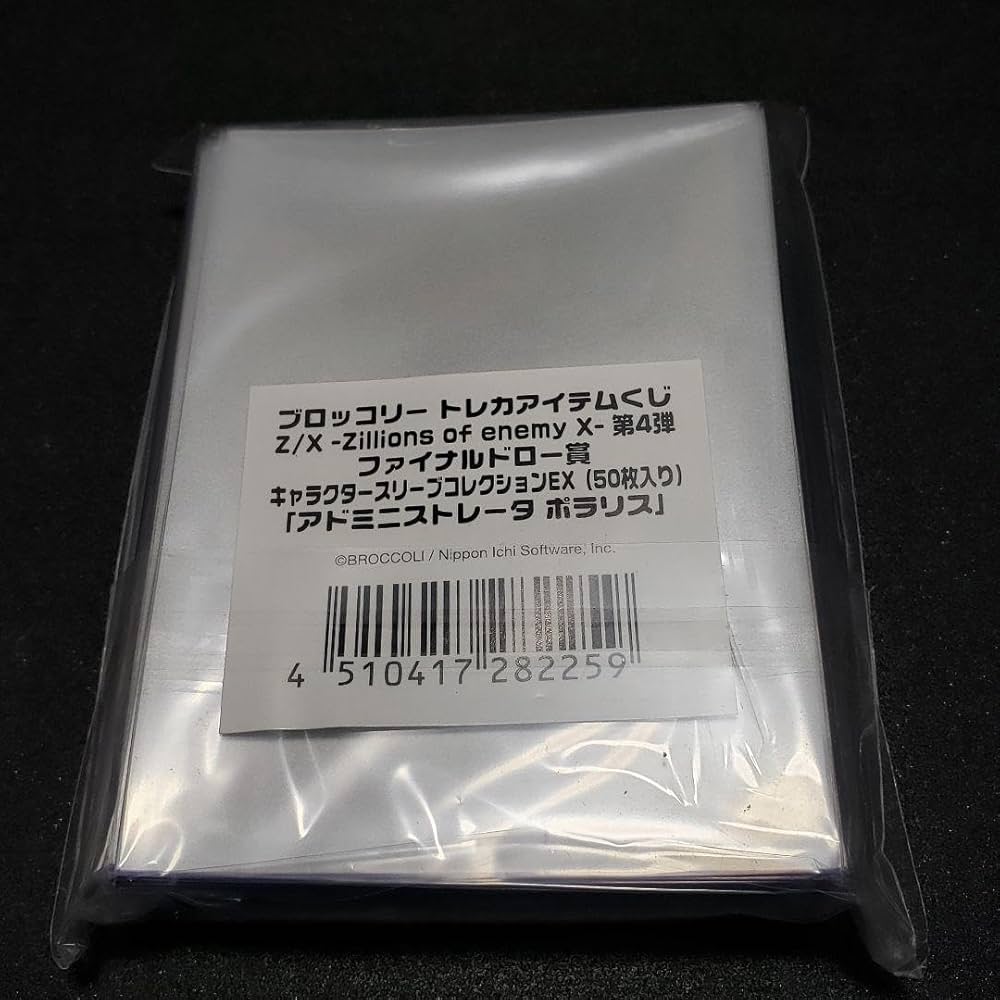 ブロッコリー トレカアイテムくじ
Z/X -Zillions of enemy X- 第4弾
ファイナルドロー賞
キャラクタースリーブコレクションEX（50枚入り）
「アドミニストレータ ポラリス」
©BROCCOLI / Nippon Ichi Software, Inc.
4 510417 282259